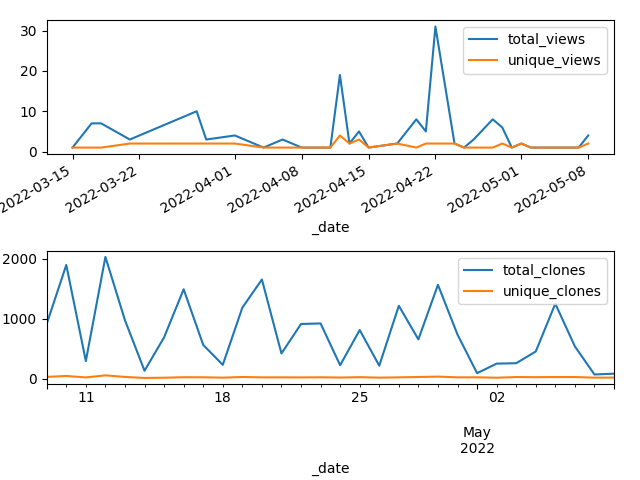 30
20
10
0
total_views
unique_views
2022-03-15
2022-03-22
2022-04-01
2022-04-08
2022-04-15
2022-04-22
2022-05-01
2022-05-08
_date
2000
1000
0
total_clones
unique_clones
11
18
25
02
May
2022
_date